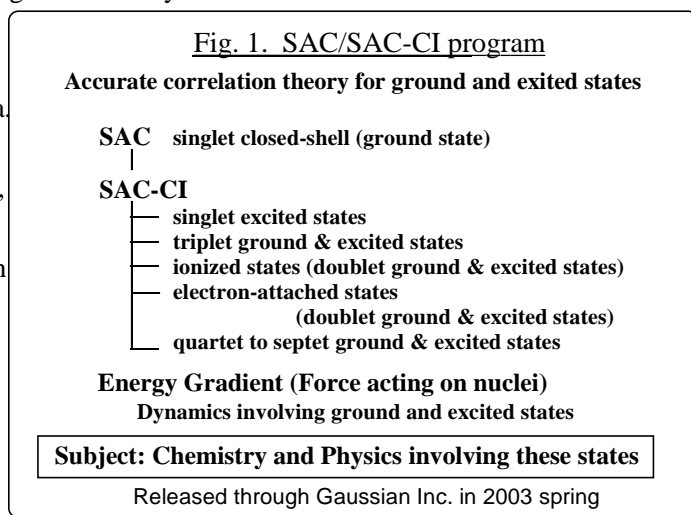 Fig. 1.  SAC/SAC-CI program
Accurate correlation theory for ground and exited states
a.
SAC   singlet closed-shell (ground state)
,
SAC-CI
singlet excited states
triplet ground & excited states
ionized states (doublet ground & excited states)
electron-attached states
(doublet ground & excited states)
quartet to septet ground & excited states
Energy Gradient (Force acting on nuclei)
Dynamics involving ground and excited states
Subject: Chemistry and Physics involving these states
Released through Gaussian Inc. in 2003 spring